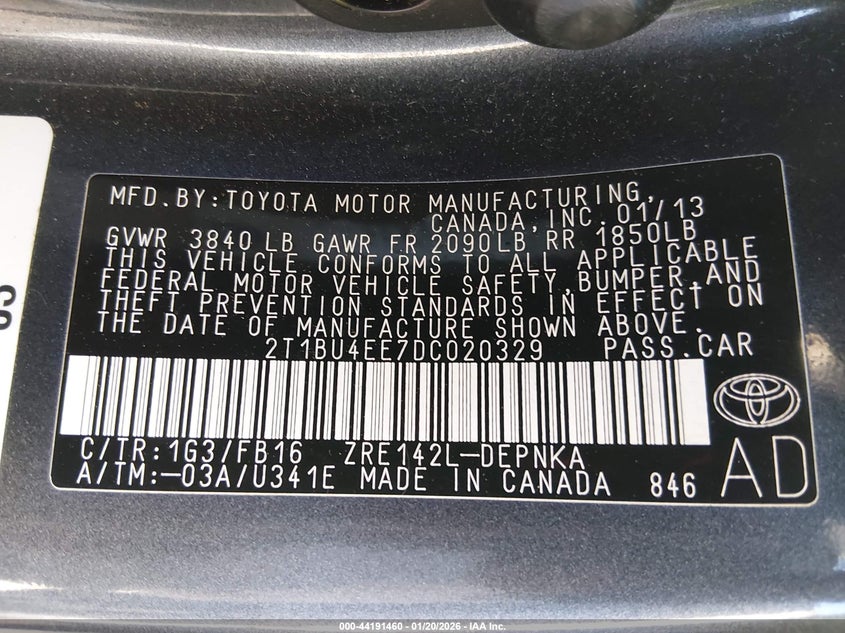 MFD.BY:TOYOTA MOTOR MANUFACTURING,
CANADA,INC. 01/13
GVWR 3840 LB GAWR FR 2090LB RR 1850LB
THIS VEHICLE CONFORMS TO ALL APPLICABLE
FEDERAL MOTOR VEHICLE SAFETY,BUMPER,AND
THEFT PREVENTION STANDARDS IN EFFECT ON
THE DATE OF MANUFACTURE SHOWN ABOVE.
2T1BU4EE7DC020329 PASS.CAR
C/TR:1G3/FB16 ZRE142L-DEPNKA
A/TM:-03A/U341E MADE IN CANADA 846
AD
000-44191460 - 01/20/2026 - IAA Inc.